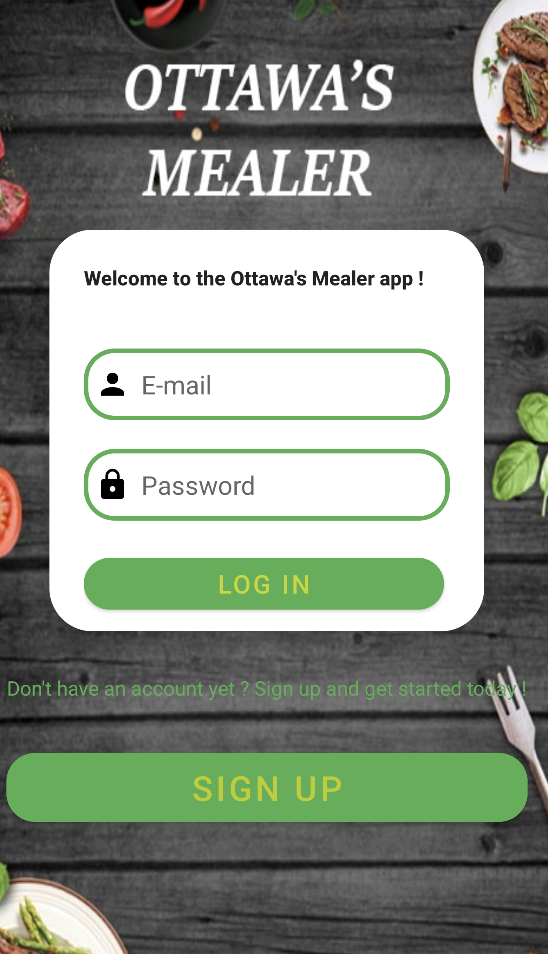 OTTAWA’S
MEALER
Welcome to the Ottawa's Mealer app !
E-mail
Password
LOG IN
Don't have an account yet ? Sign up and get started today !
SIGN UP